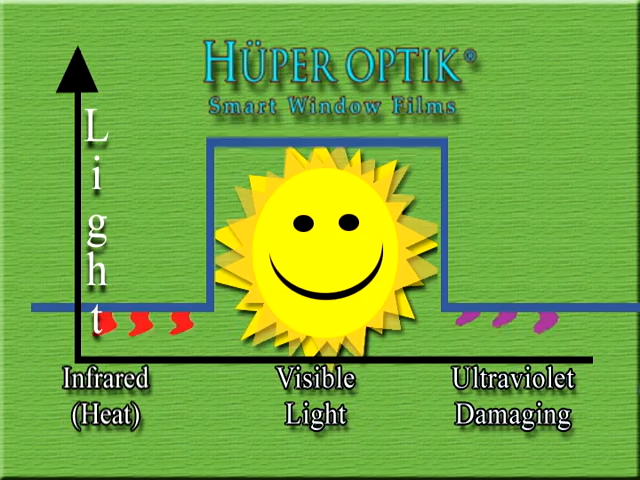 HÜPER OPTIK®
Smart Window Films
Light
Infrared
(Heat)
Visible
Light
Ultraviolet
Damaging